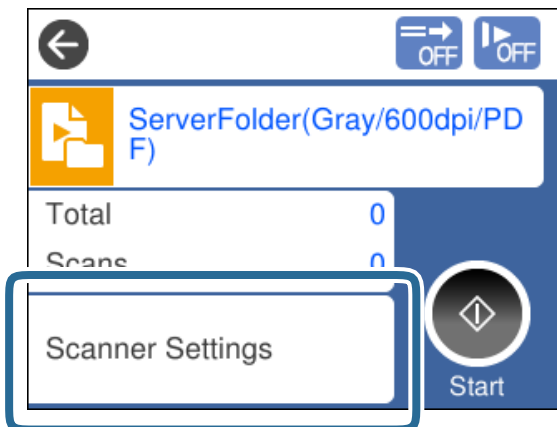 OFF OFF
ServerFolder(Gray/600dpi/PD
F)
Total 0
Scans 0
Scanner Settings
Start